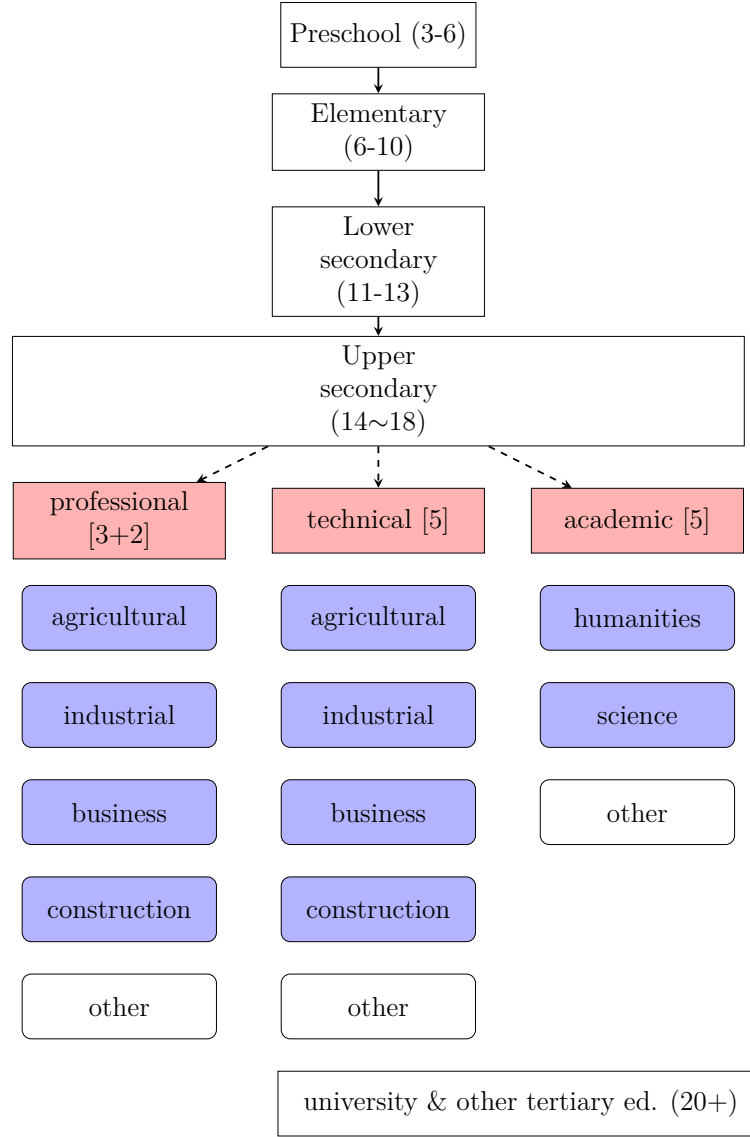 Preschool (3-6)
Elementary
(6-10)
Lower
secondary
(11-13)
Upper
secondary
(14~18)
professional
[3+2]
technical [5]
academic [5]
agricultural
agricultural
humanities
industrial
industrial
science
business
business
other
construction
construction
other
other
university & other tertiary ed. (20+)